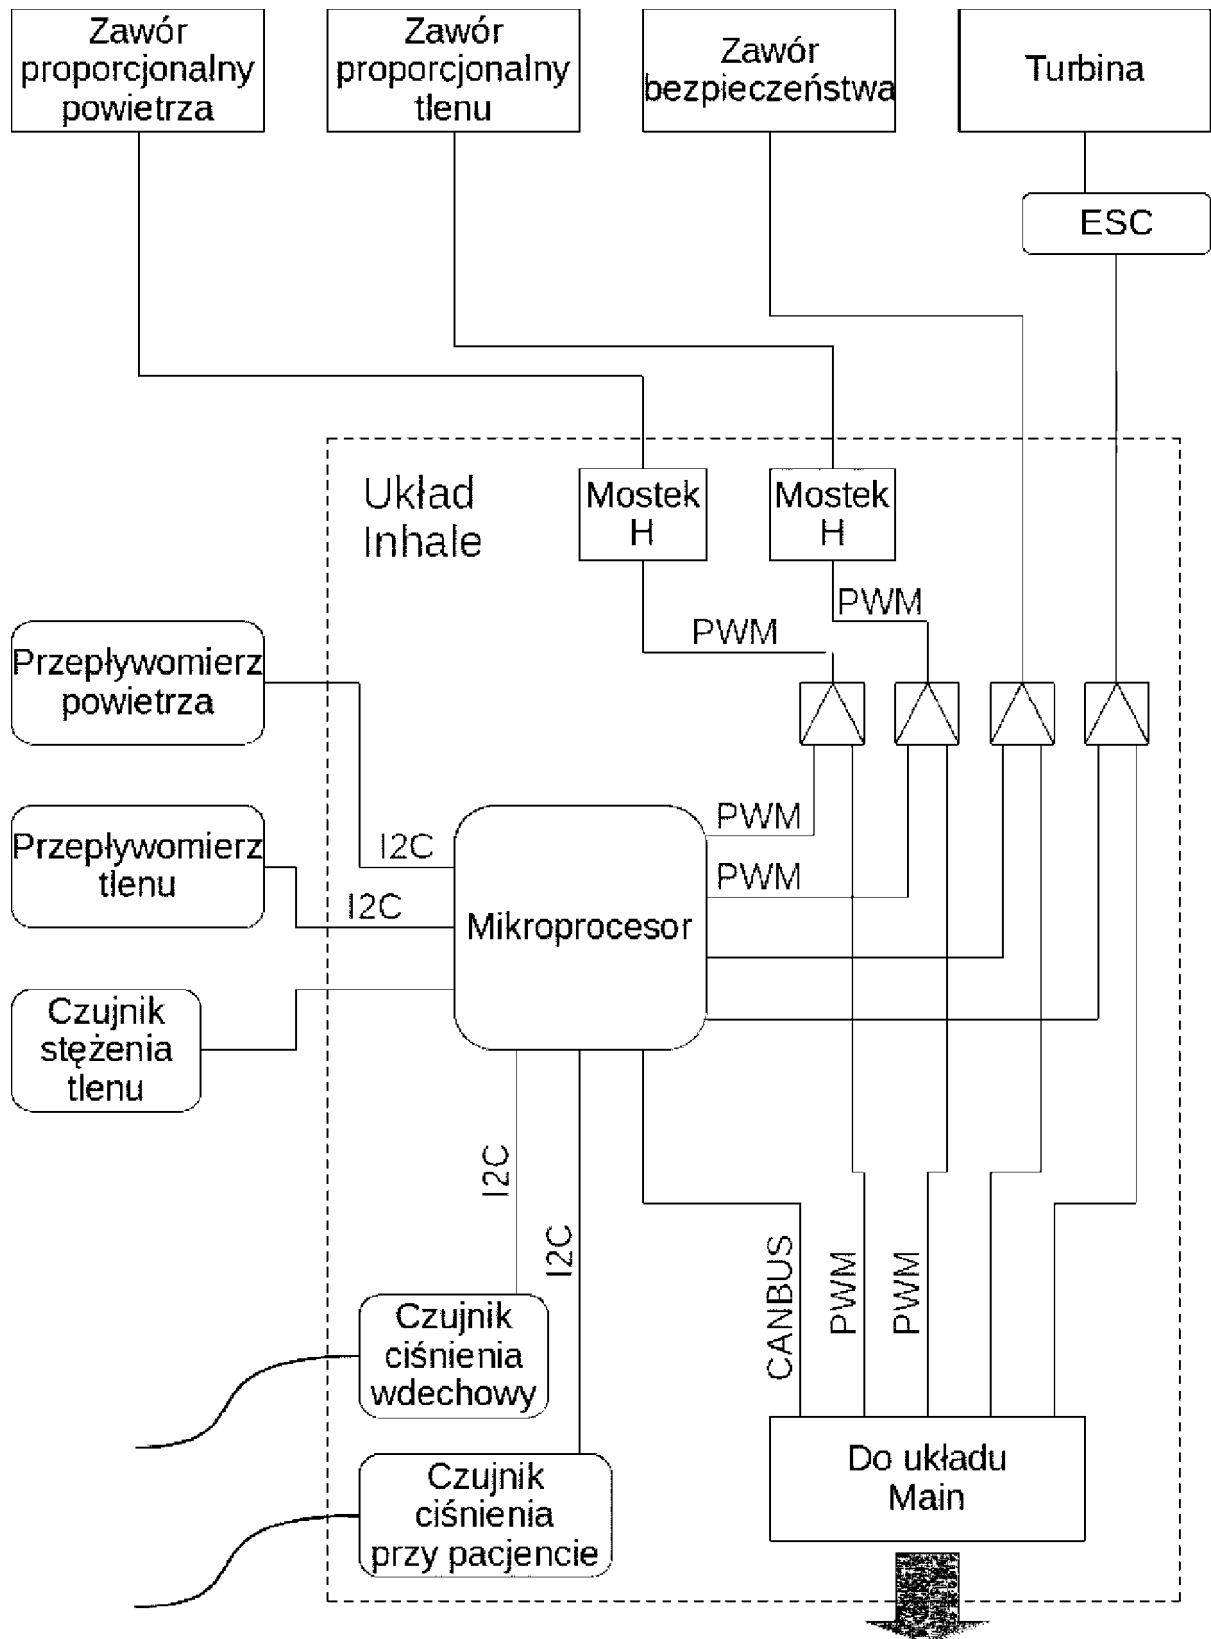 Zawór
proporcjonalny
powietrza
Zawór
proporcjonalny
tlenu
Zawór
bezpieczeństwa
Turbina
ESC
Układ
Inhale
Mostek
H
Mostek
H
PWM
PWM
Przepływomierz
powietrza
Przepływomierz
tlenu
Czujnik
stężenia
tlenu
I2C
I2C
Mikroprocesor
PWM
PWM
I2C
I2C
CANBUS
PWM
PWM
Czujnik
ciśnienia
wdechowy
Czujnik
ciśnienia
przy pacjencie
Do układu
Main